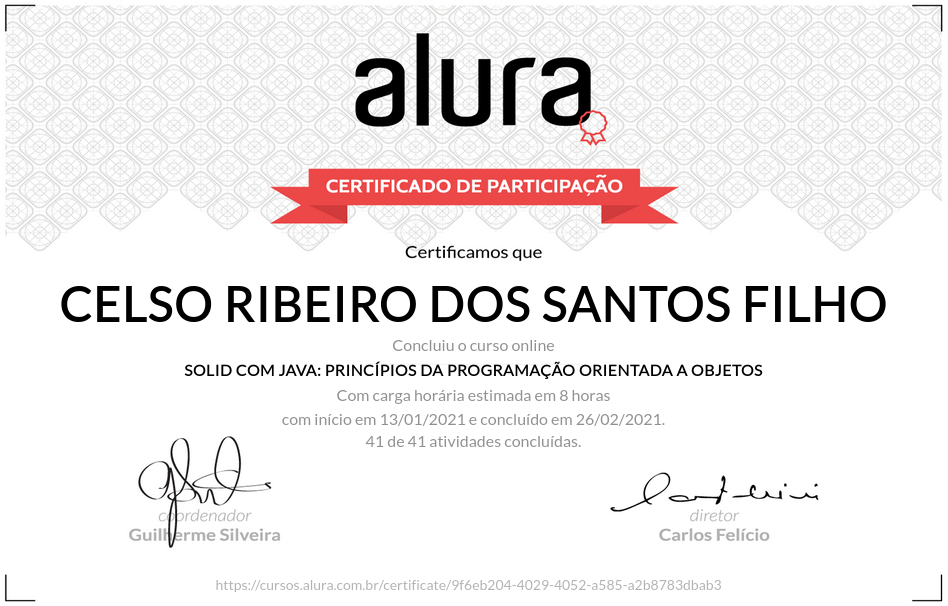 alura
CERTIFICADO DE PARTICIPAÇÃO
Certificamos que
CELSO RIBEIRO DOS SANTOS FILHO
Concluiu o curso online
SOLID COM JAVA: PRINCÍPIOS DA PROGRAMAÇÃO ORIENTADA A OBJETOS
Com carga horária estimada em 8 horas
com início em 13/01/2021 e concluído em 26/02/2021.
41 de 41 atividades concluídas.
coordenador
Guilherme Silveira
diretor
Carlos Felício
https://cursos.alura.com.br/certificate/9f6eb204-4029-4052-a585-a2b8783dbab3